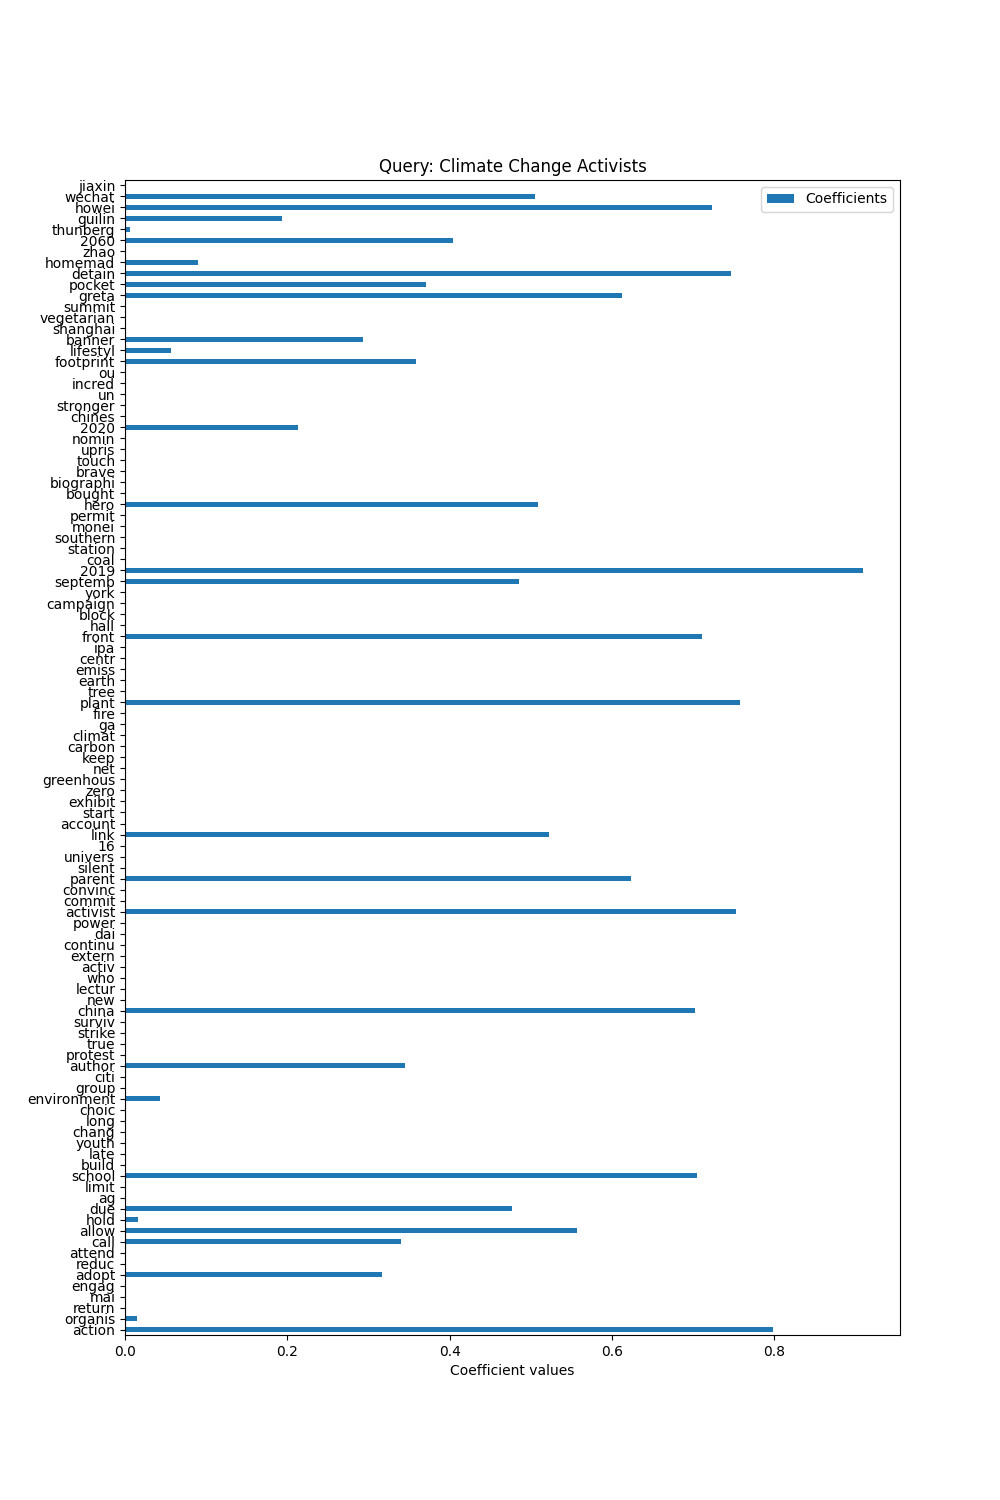 Query: Climate Change Activists
Coefficients
jiaxin
wechat
howei
guilin
thunberg
2060
zhao
homemad
detain
pocket
greta
summit
vegetarian
shanghai
banner
lifestyl
footprint
ou
incred
un
stronger
chines
2020
nomin
upris
touch
brave
biographi
bought
hero
permit
monei
southern
station
coal
2019
septemb
york
campaign
block
hall
front
ipa
centr
emiss
earth
tree
plant
fire
ga
climat
carbon
keep
net
greenhous
zero
exhibit
start
account
link
16
univers
silent
parent
convinc
commit
activist
power
dai
continu
extern
activ
who
lectur
new
china
surviv
strike
true
protest
author
citi
group
environment
choic
long
chang
youth
late
build
school
limit
ag
due
hold
allow
call
attend
reduc
adopt
engag
mai
return
organis
action
0.0 0.2 0.4 0.6 0.8
Coefficient values